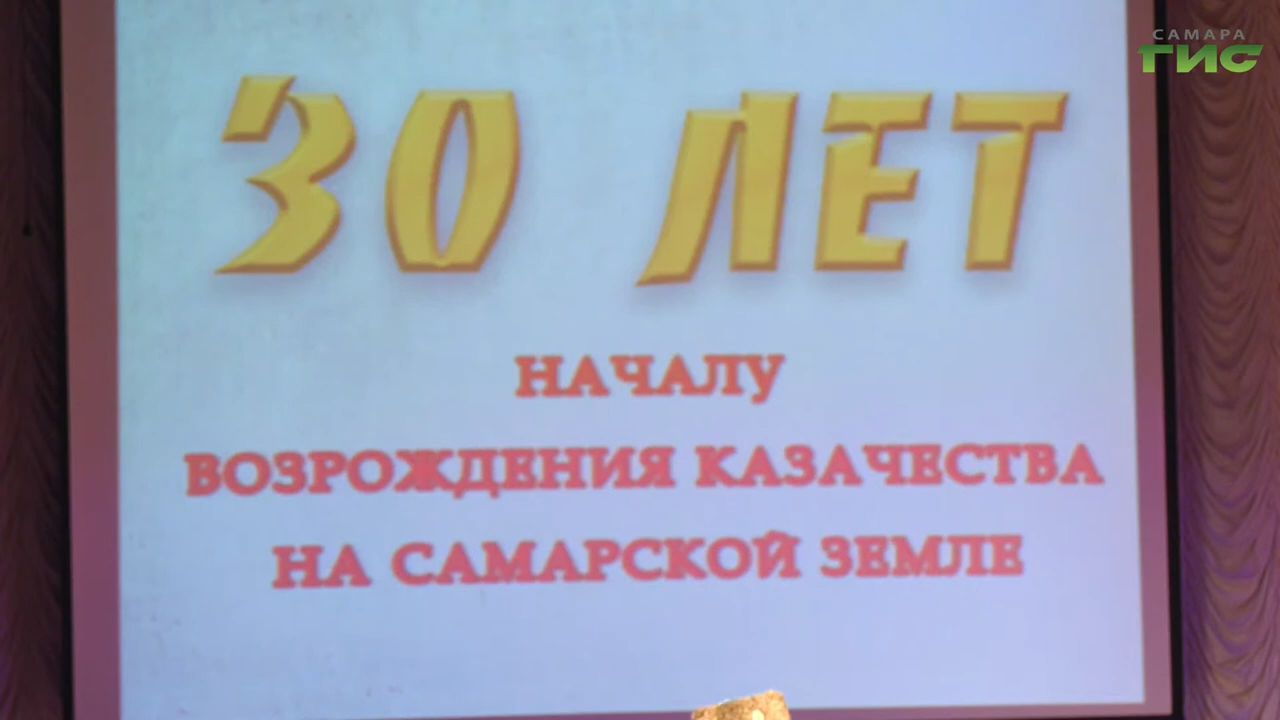 САМАРА
ГИС
30 ЛЕТ
НАЧАЛУ
ВОЗРОЖДЕНИЯ КАЗАЧЕСТВА
НА САМАРСКОЙ ЗЕМЛЕ